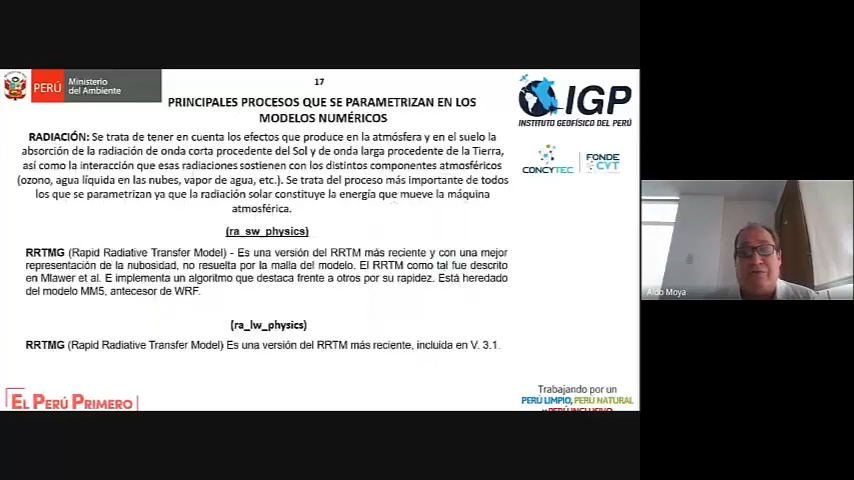 PERÚ
Ministerio
del Ambiente
17
PRINCIPALES PROCESOS QUE SE PARAMETRIZAN EN LOS
MODELOS NUMÉRICOS
IGP
INSTITUTO GEOFÍSICO DEL PERÚ
CONCYTEC
FONDE
CYT
RADIACIÓN: Se trata de tener en cuenta los efectos que produce en la atmósfera y en el suelo la
absorción de la radiación de onda corta procedente del Sol y de onda larga procedente de la Tierra,
así como la interacción que esas radiaciones sostienen con los distintos componentes atmosféricos
(ozono, agua líquida en las nubes, vapor de agua, etc.). Se trata del proceso más importante de todos
los que se parametrizan ya que la radiación solar constituye la energía que mueve la máquina
atmosférica.
(ra_sw_physics)
RRTMG (Rapid Radiative Transfer Model) - Es una versión del RRTM más reciente y con una mejor
representación de la nubosidad, no resuelta por la malla del modelo. El RRTM como tal fue descrito
en Mlawer et al. E implementa un algoritmo que destaca frente a otros por su rapidez. Está heredado
del modelo MM5, antecesor de WRF.
(ra_lw_physics)
RRTMG (Rapid Radiative Transfer Model) Es una versión del RRTM más reciente, incluida en V. 3.1.
EL PERÚ PRIMERO
Trabajando por un
PERÚ LIMPIO, PERÚ NATURAL
y PERÚ INCLUSIVO
Aldo Moya